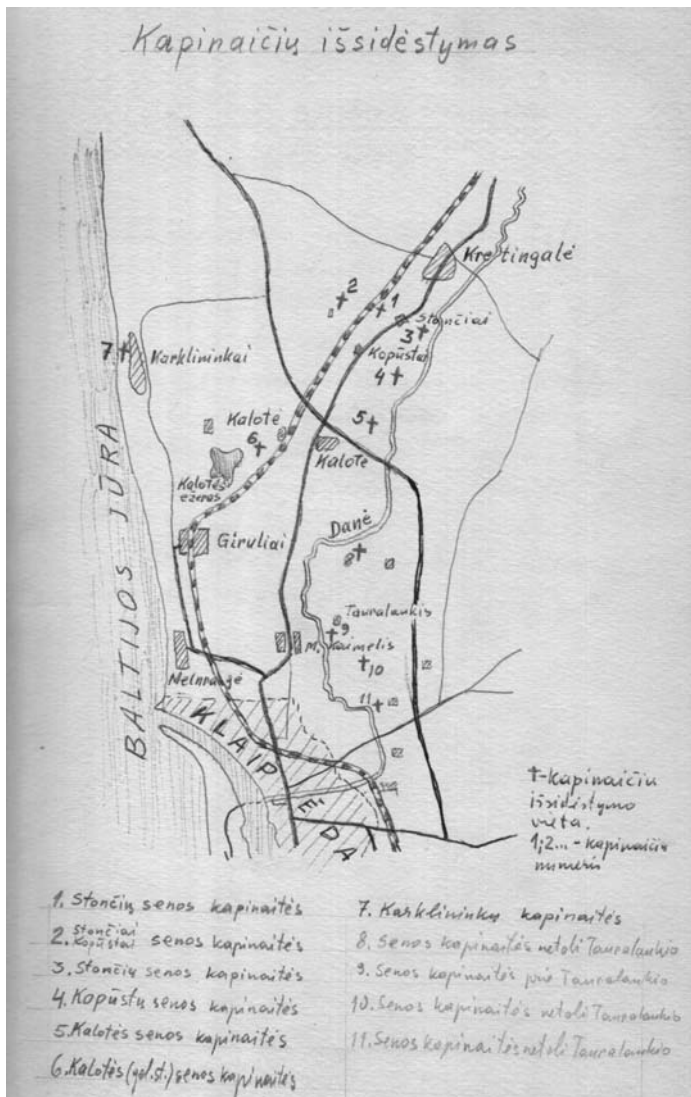 Kapinaičių išsidėstymas
Kretingalė
2
1
Stončiai
3
Kopūstai
4
7
Karklininkai
5
Kalotė
6
Kalotė
Kalotės
ežeras
BALTIJOS JŪRA
Danė
Giruliai
8
Tauralaukis
9
m. Kaimelis
10
Melnragė
11
KLAIPĖDA
✝-kapinaičių
išsidėstymo
vieta.
1;2...-kapinaičių
numeris
1. Stončių senos kapinaitės
2. Stončiai Kopūstai senos kapinaitės
3. Stončių senos kapinaitės
4. Kopūstų senos kapinaitės
5. Kalotės senos kapinaitės
6. Kalotės (gel.st.) senos kapinaitės
7. Karklininkų kapinaitės
8. Senos kapinaitės netoli Tauralaukio
9. Senos kapinaitės prie Tauralaukio
10. Senos kapinaitės netoli Tauralaukio
11. Senos kapinaitės netoli Tauralaukio